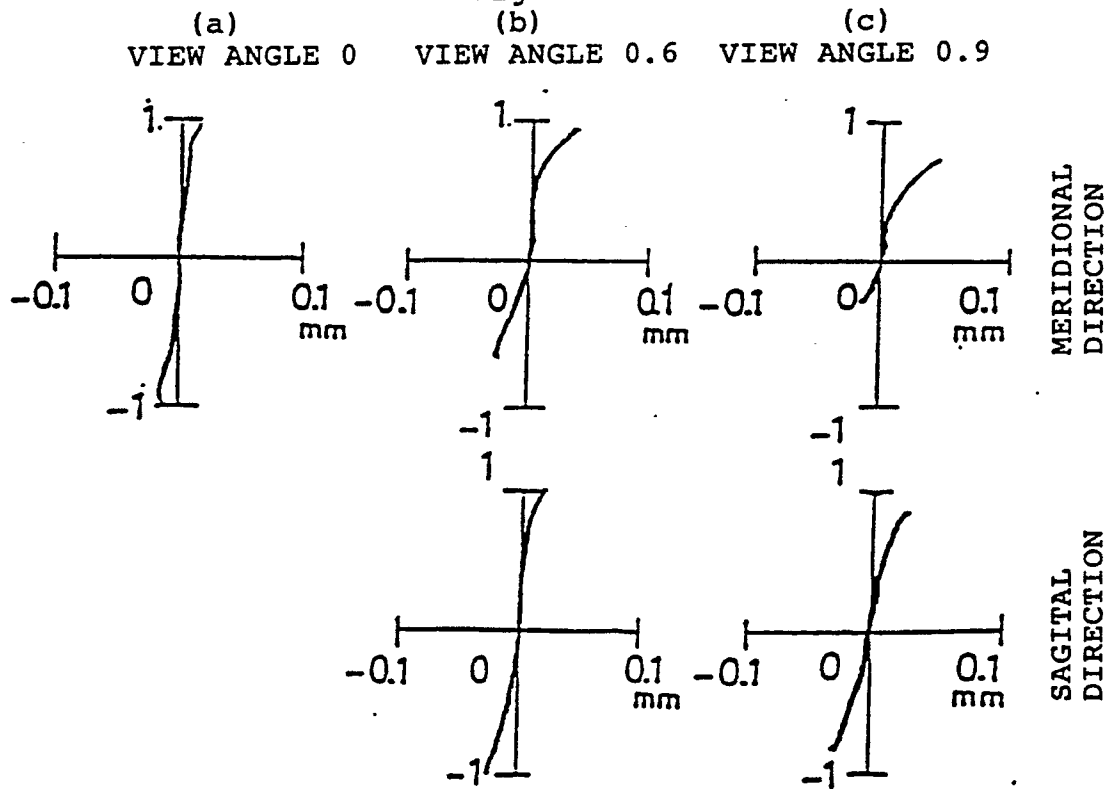 (a) (b) (c)
VIEW ANGLE 0 VIEW ANGLE 0.6 VIEW ANGLE 0.9
1 1 1
-0.1 0 0.1 -0.1 0 0.1 -0.1 0 0.1
mm mm mm
-1 -1 -1
MERIDIONAL
DIRECTION
1 1
-0.1 0 0.1 -0.1 0 0.1
mm mm
-1 -1
SAGITAL
DIRECTION